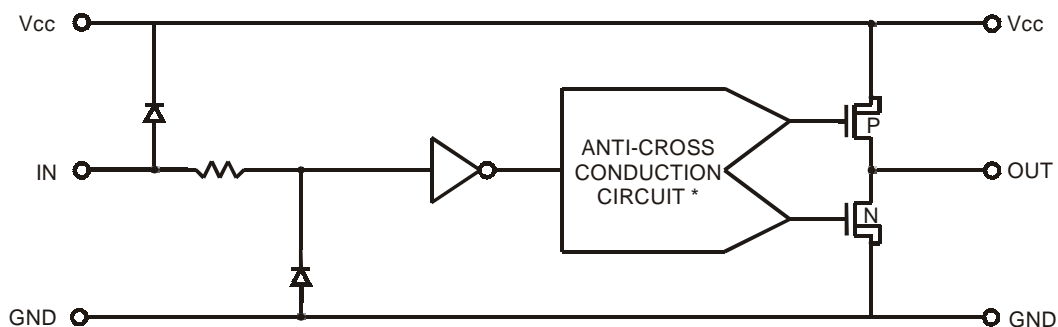 Vcc
Vcc
P
IN
ANTI-CROSS
CONDUCTION
CIRCUIT *
OUT
N
GND
GND